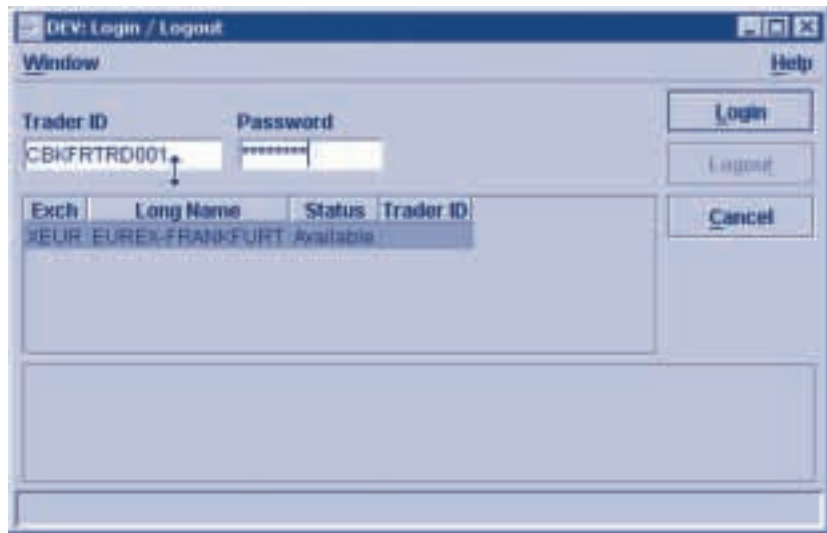 DEV: Login / Logout
Window Help
Trader ID Password Login
CBKFRTRD001 ******** Logout
Exch Long Name Status Trader ID Cancel
XEUR EUREX-FRANKFURT Available